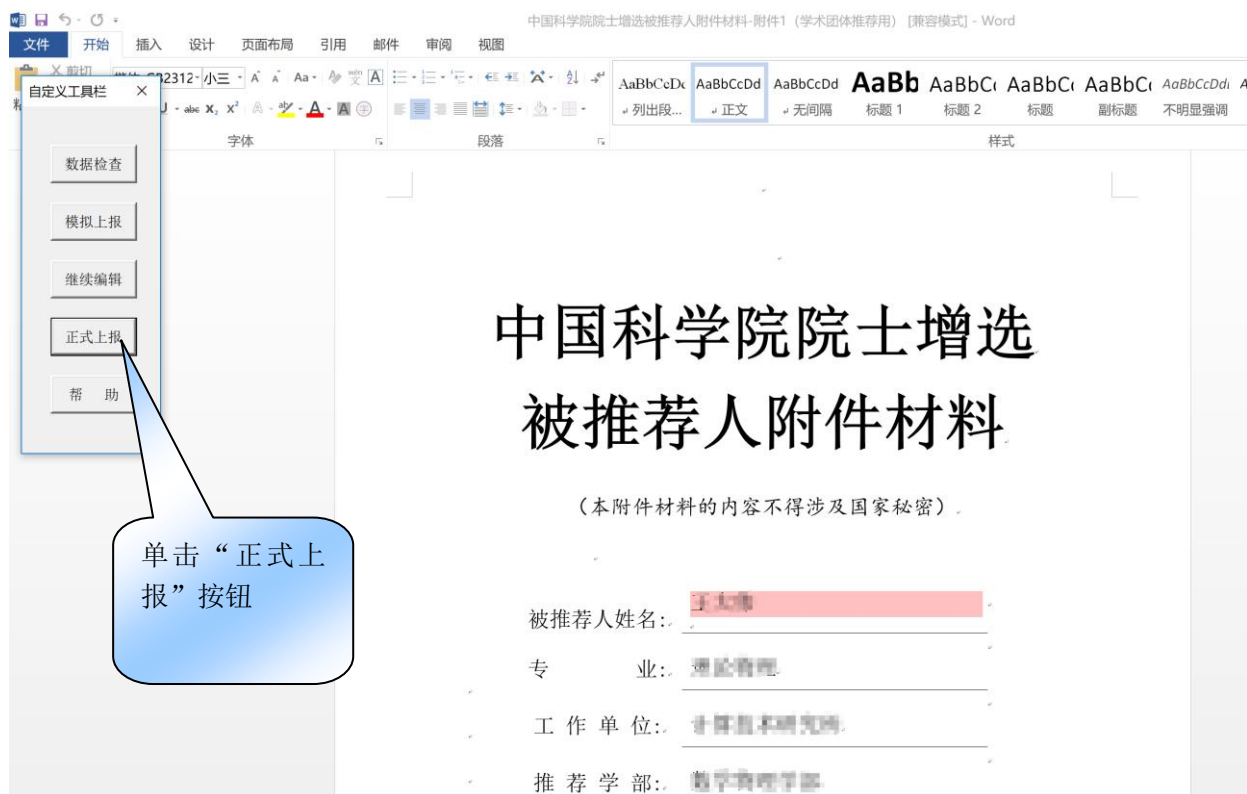 中国科学院院士增选被推荐人附件材料-附件1（学术团体推荐用） [兼容模式] - Word
文件 开始 插入 设计 页面布局 引用 邮件 审阅 视图
自定义工具栏
2312 小三 A A Aa
AaBbCcDc AaBbCcDd AaBbCcDd AaBb AaBbC AaBbC AaBbC AaBbCcDd
列出段... 正文 无间隔 标题 1 标题 2 标题 副标题 不明显强调
字体 段落 样式
数据检查
模拟上报
继续编辑
正式上报
帮 助
单击“正式上
报”按钮
中国科学院院士增选
被推荐人附件材料
（本附件材料的内容不得涉及国家秘密）
被推荐人姓名:
专 业:
工 作 单 位:
推 荐 学 部: